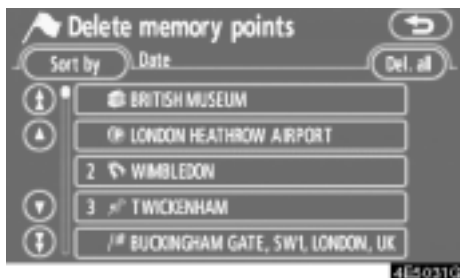 Delete memory points
Sort by Date Del. all
BRITISH MUSEUM
LONDON HEATHROW AIRPORT
2 WIMBLEDON
3 TWICKENHAM
BUCKINGHAM GATE, SW1, LONDON, UK
4E5031G